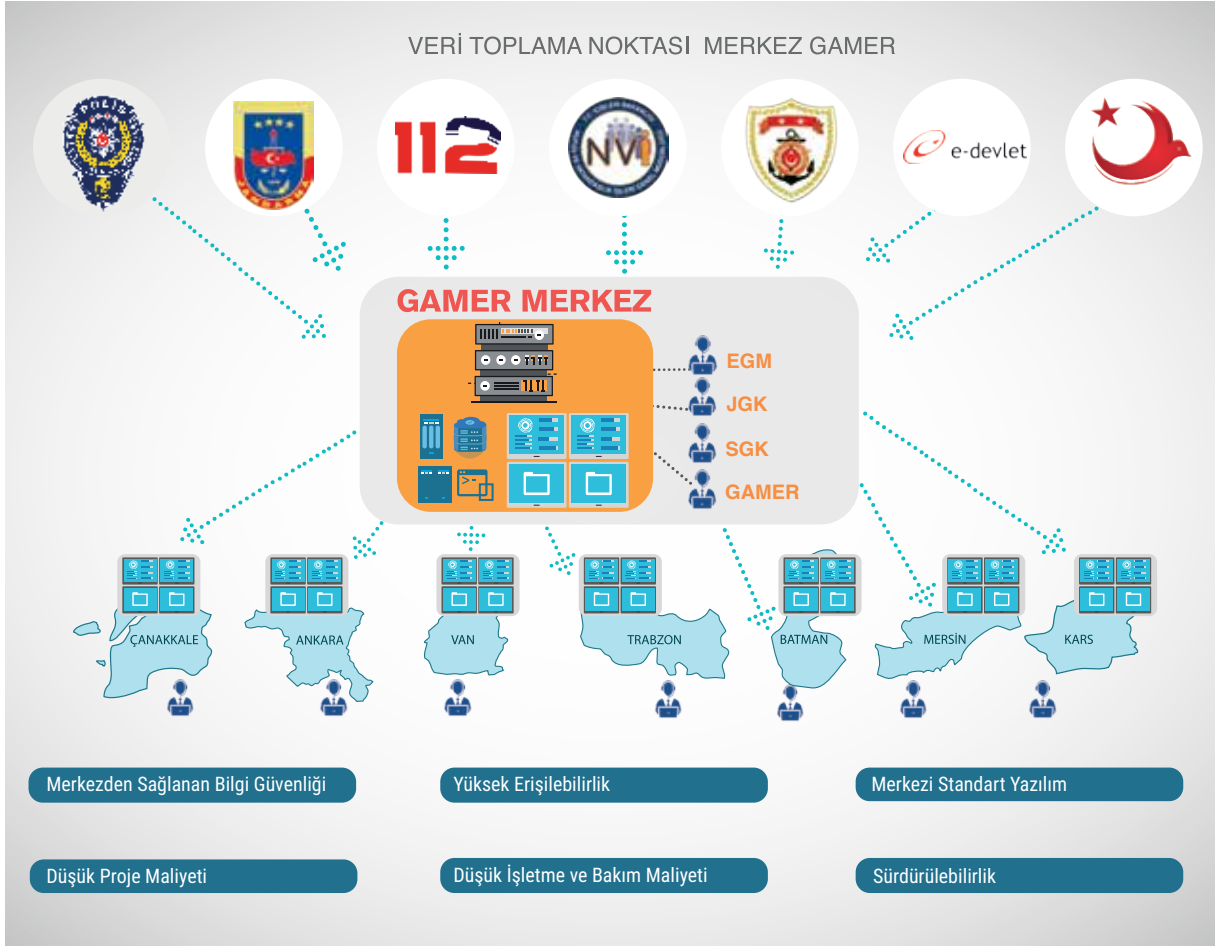 VERİ TOPLAMA NOKTASI MERKEZ GAMER
POLİS
JANDARMA
112
NVİ
e-devlet
GAMER MERKEZ
EGM
JGK
SGK
GAMER
ÇANAKKALE
ANKARA
VAN
TRABZON
BATMAN
MERSİN
KARS
Merkezden Sağlanan Bilgi Güvenliği
Yüksek Erişilebilirlik
Merkezi Standart Yazılım
Düşük Proje Maliyeti
Düşük İşletme ve Bakım Maliyeti
Sürdürülebilirlik